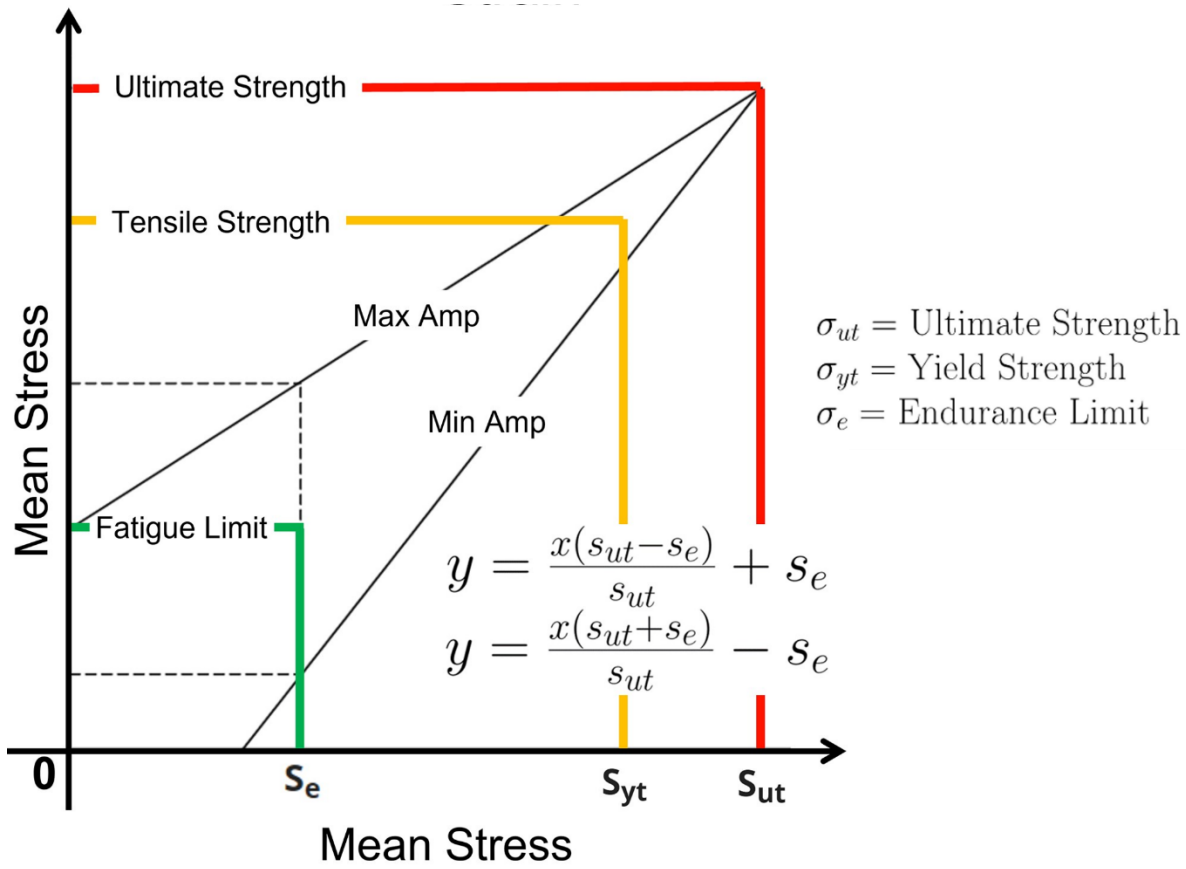 Ultimate Strength
Tensile Strength
Max Amp
Min Amp
Fatigue Limit
Mean Stress
σut = Ultimate Strength
σyt = Yield Strength
σe = Endurance Limit
y = x(sut−se)/sut + se
y = x(sut+se)/sut − se
0
Se
Syt
Sut
Mean Stress